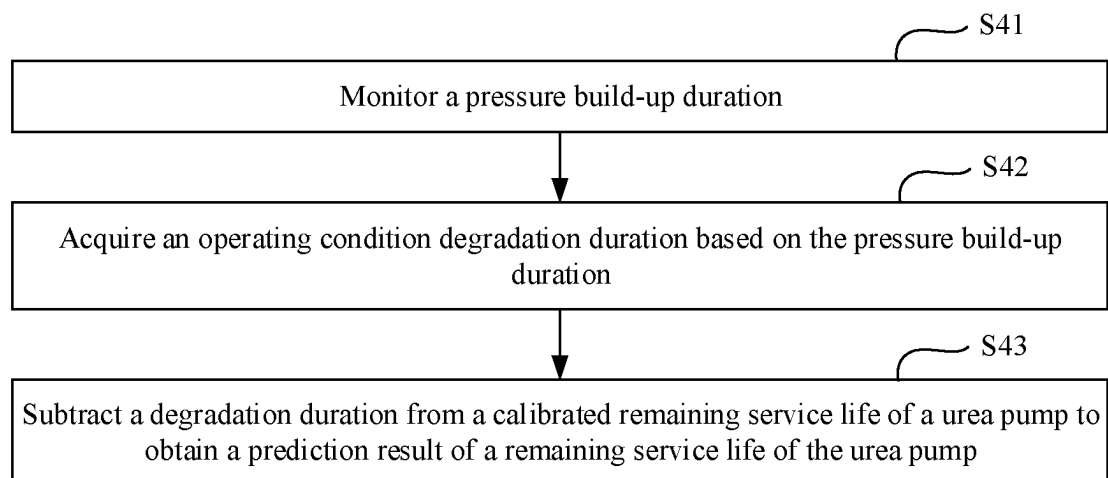 S41
Monitor a pressure build-up duration
S42
Acquire an operating condition degradation duration based on the pressure build-up
duration
S43
Subtract a degradation duration from a calibrated remaining service life of a urea pump to
obtain a prediction result of a remaining service life of the urea pump